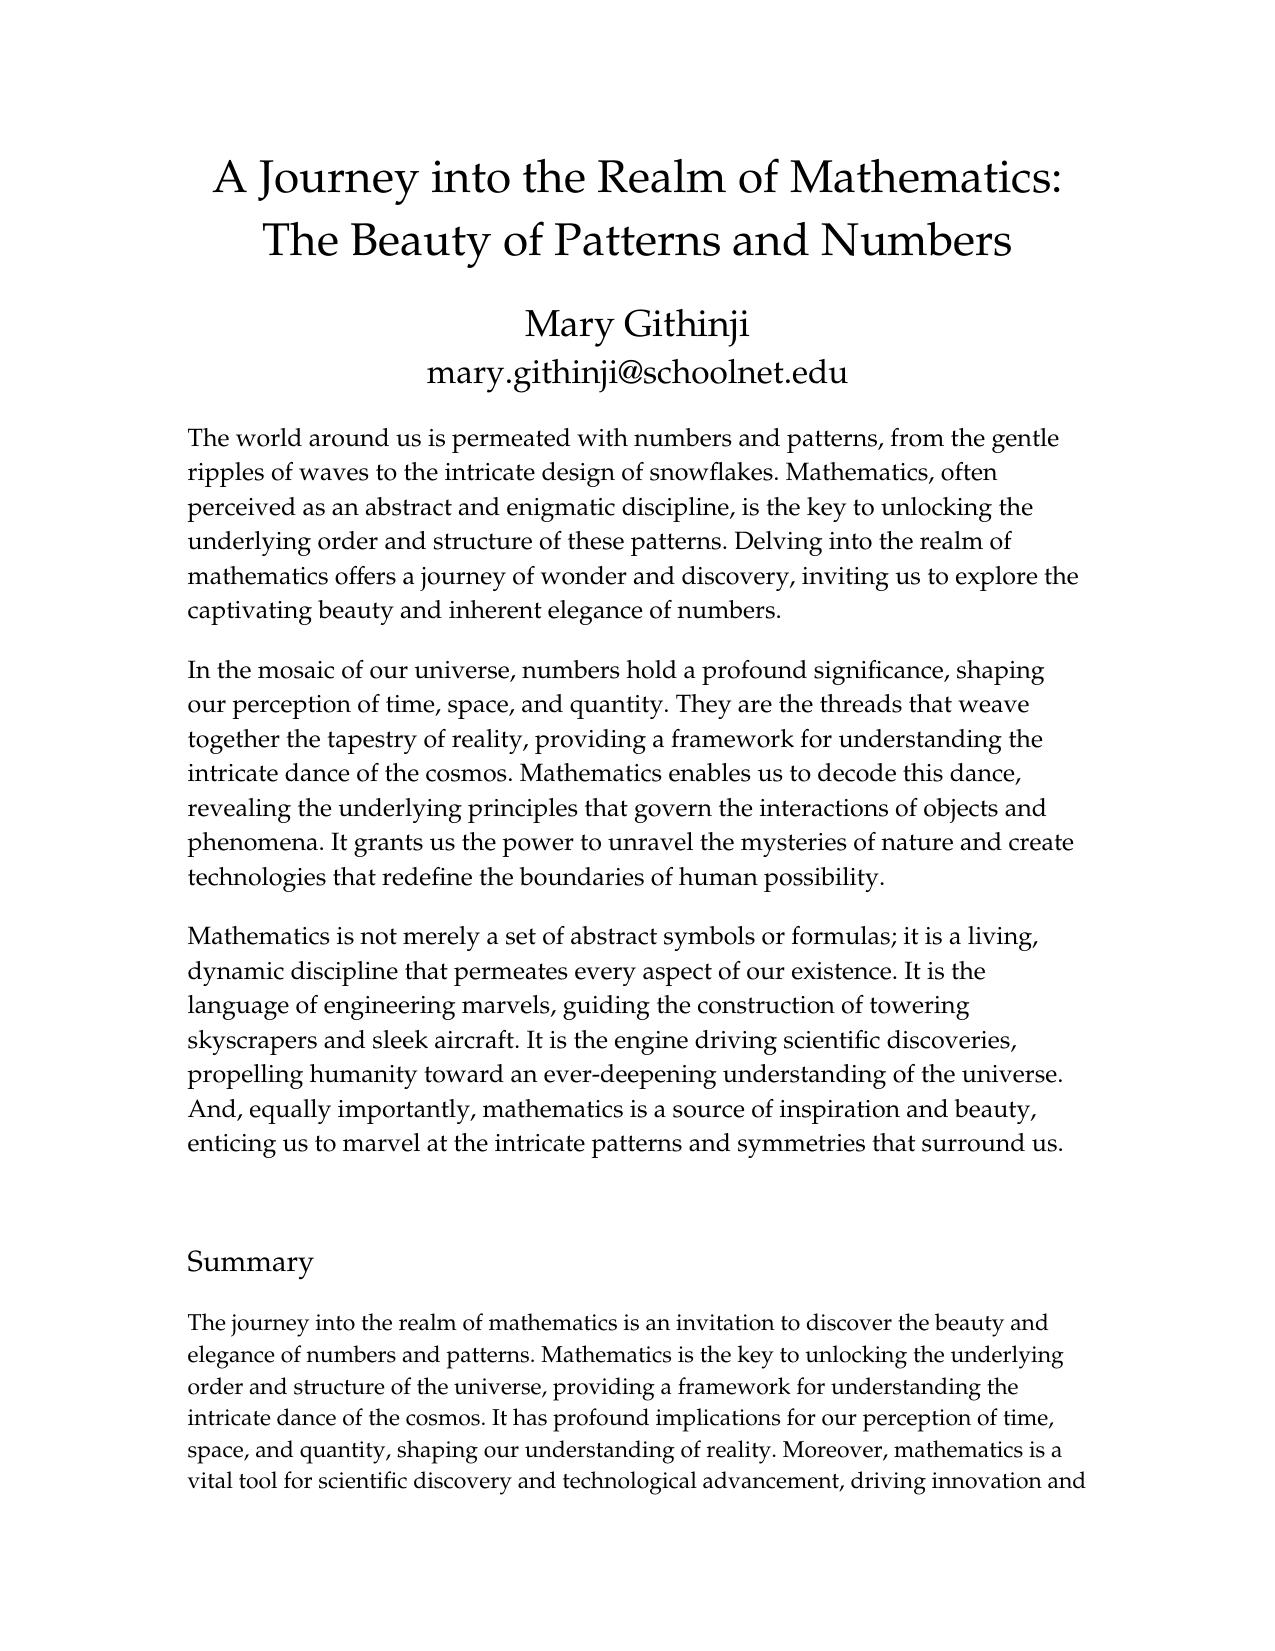 A Journey into the Realm of Mathematics:
The Beauty of Patterns and Numbers
Mary Githinji
mary.githinji@schoolnet.edu
The world around us is permeated with numbers and patterns, from the gentle
ripples of waves to the intricate design of snowflakes. Mathematics, often
perceived as an abstract and enigmatic discipline, is the key to unlocking the
underlying order and structure of these patterns. Delving into the realm of
mathematics offers a journey of wonder and discovery, inviting us to explore the
captivating beauty and inherent elegance of numbers.
In the mosaic of our universe, numbers hold a profound significance, shaping
our perception of time, space, and quantity. They are the threads that weave
together the tapestry of reality, providing a framework for understanding the
intricate dance of the cosmos. Mathematics enables us to decode this dance,
revealing the underlying principles that govern the interactions of objects and
phenomena. It grants us the power to unravel the mysteries of nature and create
technologies that redefine the boundaries of human possibility.
Mathematics is not merely a set of abstract symbols or formulas; it is a living,
dynamic discipline that permeates every aspect of our existence. It is the
language of engineering marvels, guiding the construction of towering
skyscrapers and sleek aircraft. It is the engine driving scientific discoveries,
propelling humanity toward an ever-deepening understanding of the universe.
And, equally importantly, mathematics is a source of inspiration and beauty,
enticing us to marvel at the intricate patterns and symmetries that surround us.
Summary
The journey into the realm of mathematics is an invitation to discover the beauty and
elegance of numbers and patterns. Mathematics is the key to unlocking the underlying
order and structure of the universe, providing a framework for understanding the
intricate dance of the cosmos. It has profound implications for our perception of time,
space, and quantity, shaping our understanding of reality. Moreover, mathematics is a
vital tool for scientific discovery and technological advancement, driving innovation and